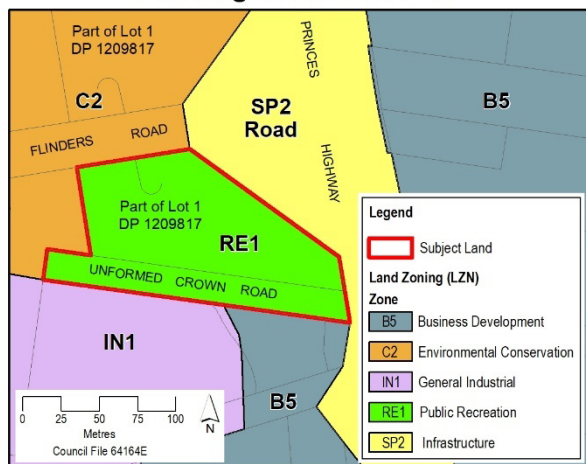 Part of Lot 1
DP 1209817
C2
FLINDERS ROAD
PRINCES
HIGHWAY
SP2
Road
B5
Part of Lot 1
DP 1209817
RE1
UNFORMED CROWN ROAD
IN1
B5
0 25 50 75 100
Metres
Council File 64164E
N
Legend
Subject Land
Land Zoning (LZN)
Zone
B5 Business Development
C2 Environmental Conservation
IN1 General Industrial
RE1 Public Recreation
SP2 Infrastructure